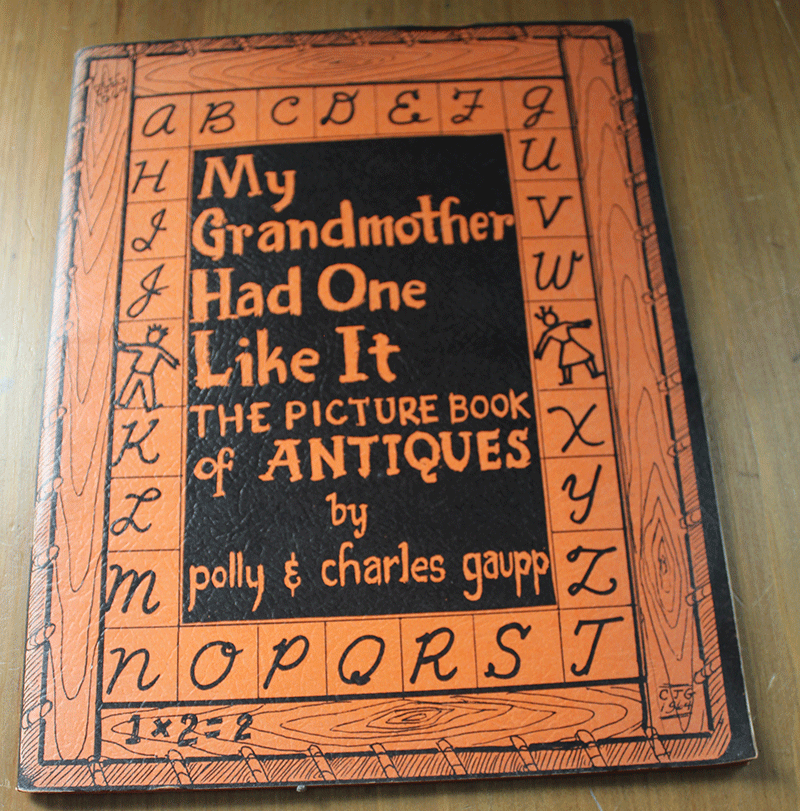 A B C D E F G
My
Grandmother
Had One
Like It
THE PICTURE BOOK
of ANTIQUES
by
polly & charles gaupp
H
I
J
K
L
M
U
V
W
X
Y
Z
N O P Q R S T
1×2=2
CJG
1964